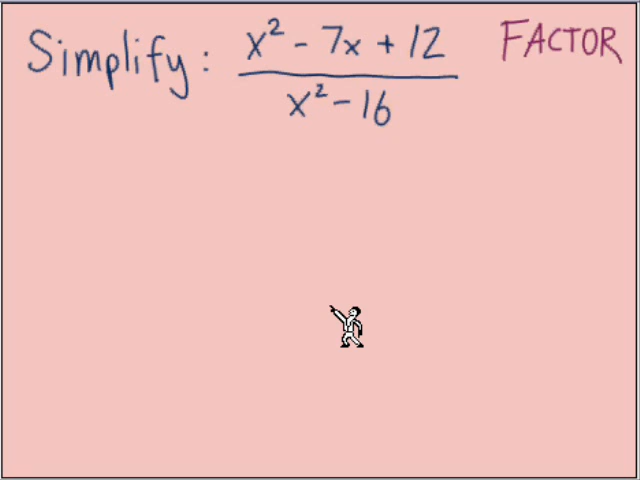 Simplify: x² - 7x + 12 FACTOR
x² - 16